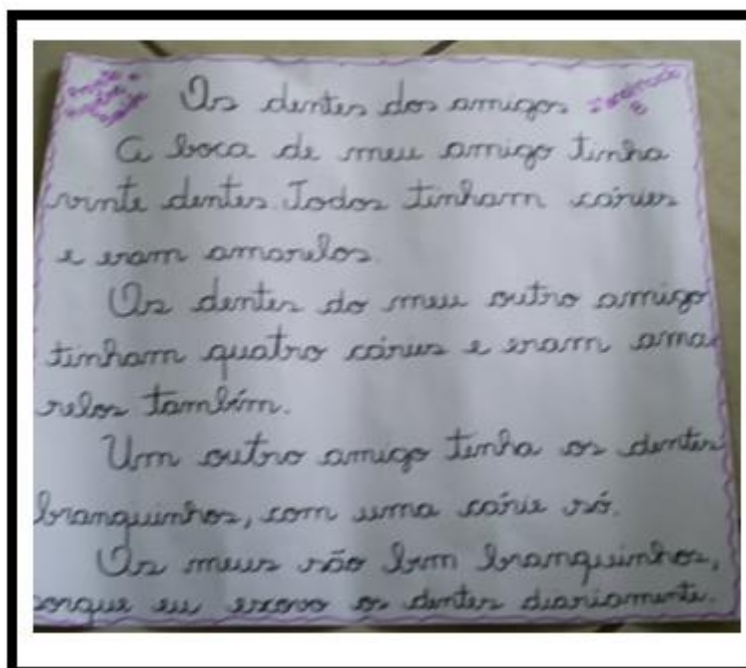 Os dentes dos amigos
A boca de meu amigo tinha
vinte dentes. Todos tinham cáries
e eram amarelos.
Os dentes do meu outro amigo
tinham quatro cáries e eram ama
relos também.
Um outro amigo tinha os dentes
branquinhos, com uma cárie só.
Os meus são bem branquinhos,
porque eu escovo os dentes diariamente.